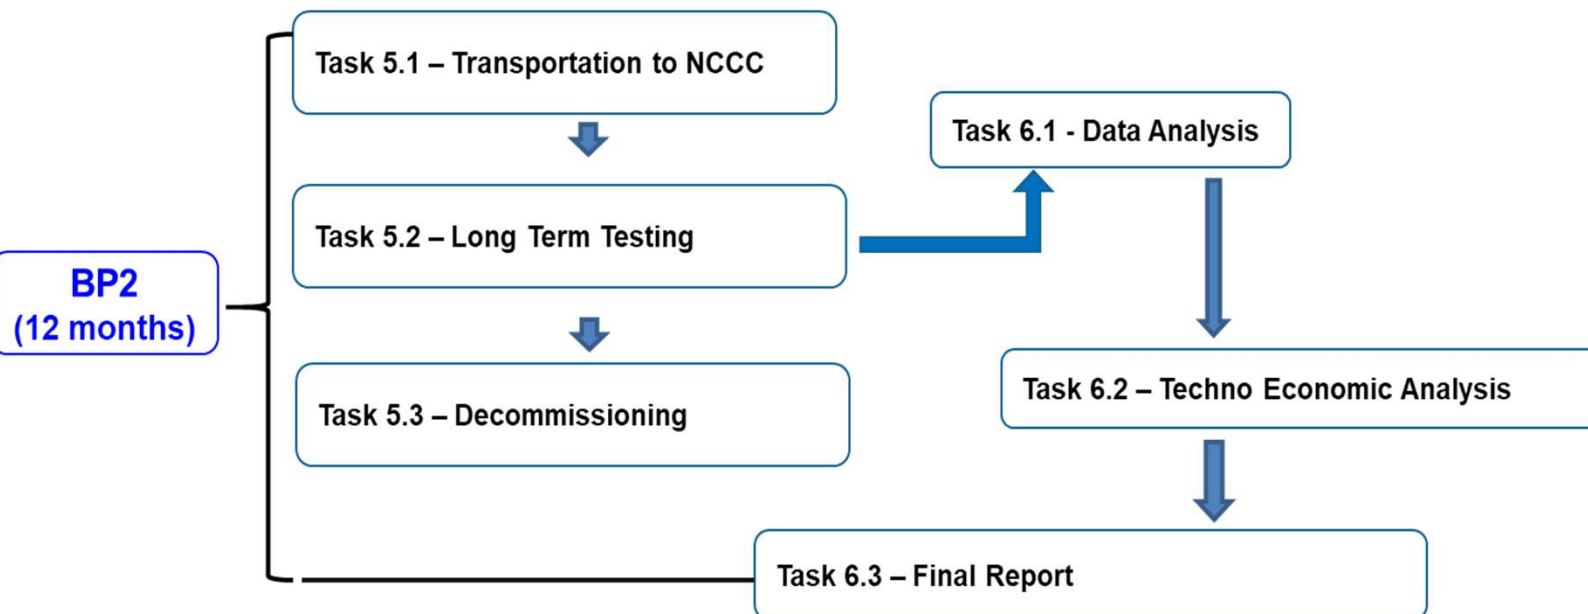 Task 5.1 – Transportation to NCCC
Task 6.1 - Data Analysis
Task 5.2 – Long Term Testing
BP2
(12 months)
Task 6.2 – Techno Economic Analysis
Task 5.3 – Decommissioning
Task 6.3 – Final Report